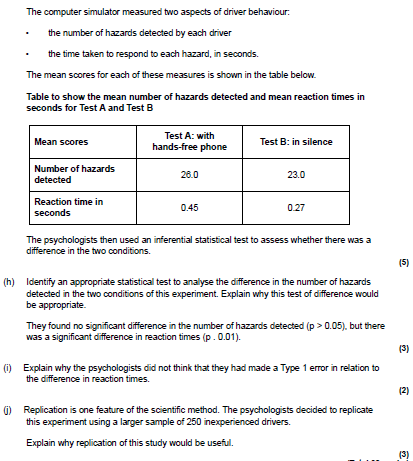 The computer simulator measured two aspects of driver behaviour:
• the number of hazards detected by each driver
• the time taken to respond to each hazard, in seconds.
The mean scores for each of these measures is shown in the table below.
Table to show the mean number of hazards detected and mean reaction times in
seconds for Test A and Test B
Mean scores
Test A: with
hands-free phone
Test B: in silence
Number of hazards
detected
26.0
23.0
Reaction time in
seconds
0.45
0.27
The psychologists then used an inferential statistical test to assess whether there was a
difference in the two conditions.
(5)
(h) Identify an appropriate statistical test to analyse the difference in the number of hazards
detected in the two conditions of this experiment. Explain why this test of difference would
be appropriate.
They found no significant difference in the number of hazards detected (p > 0.05), but there
was a significant difference in reaction times (p . 0.01).
(3)
(i) Explain why the psychologists did not think that they had made a Type 1 error in relation to
the difference in reaction times.
(2)
(j) Replication is one feature of the scientific method. The psychologists decided to replicate
this experiment using a larger sample of 250 inexperienced drivers.
Explain why replication of this study would be useful.
(3)